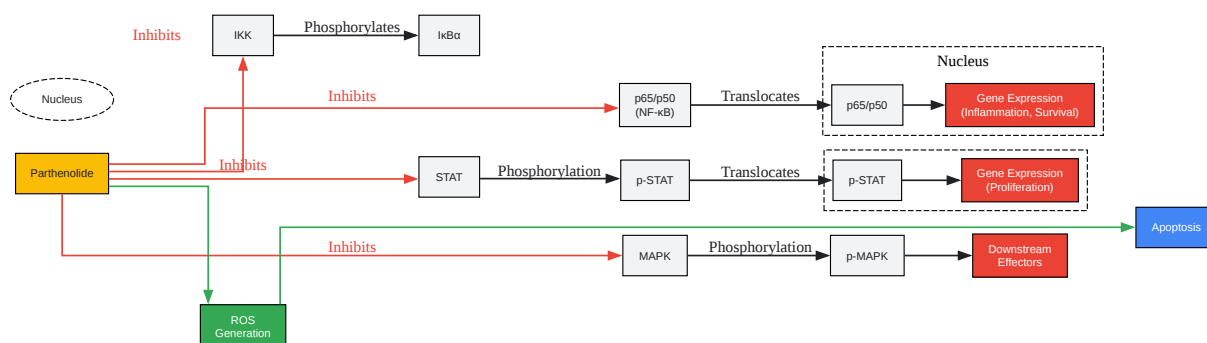 Inhibits
IKK
Phosphorylates
IκBα
Nucleus
Nucleus
Inhibits
p65/p50
(NF-κB)
Translocates
p65/p50
Gene Expression
(Inflammation, Survival)
Parthenolide
Inhibits
STAT
Phosphorylation
p-STAT
Translocates
p-STAT
Gene Expression
(Proliferation)
Apoptosis
Inhibits
MAPK
Phosphorylation
p-MAPK
Downstream
Effectors
ROS
Generation